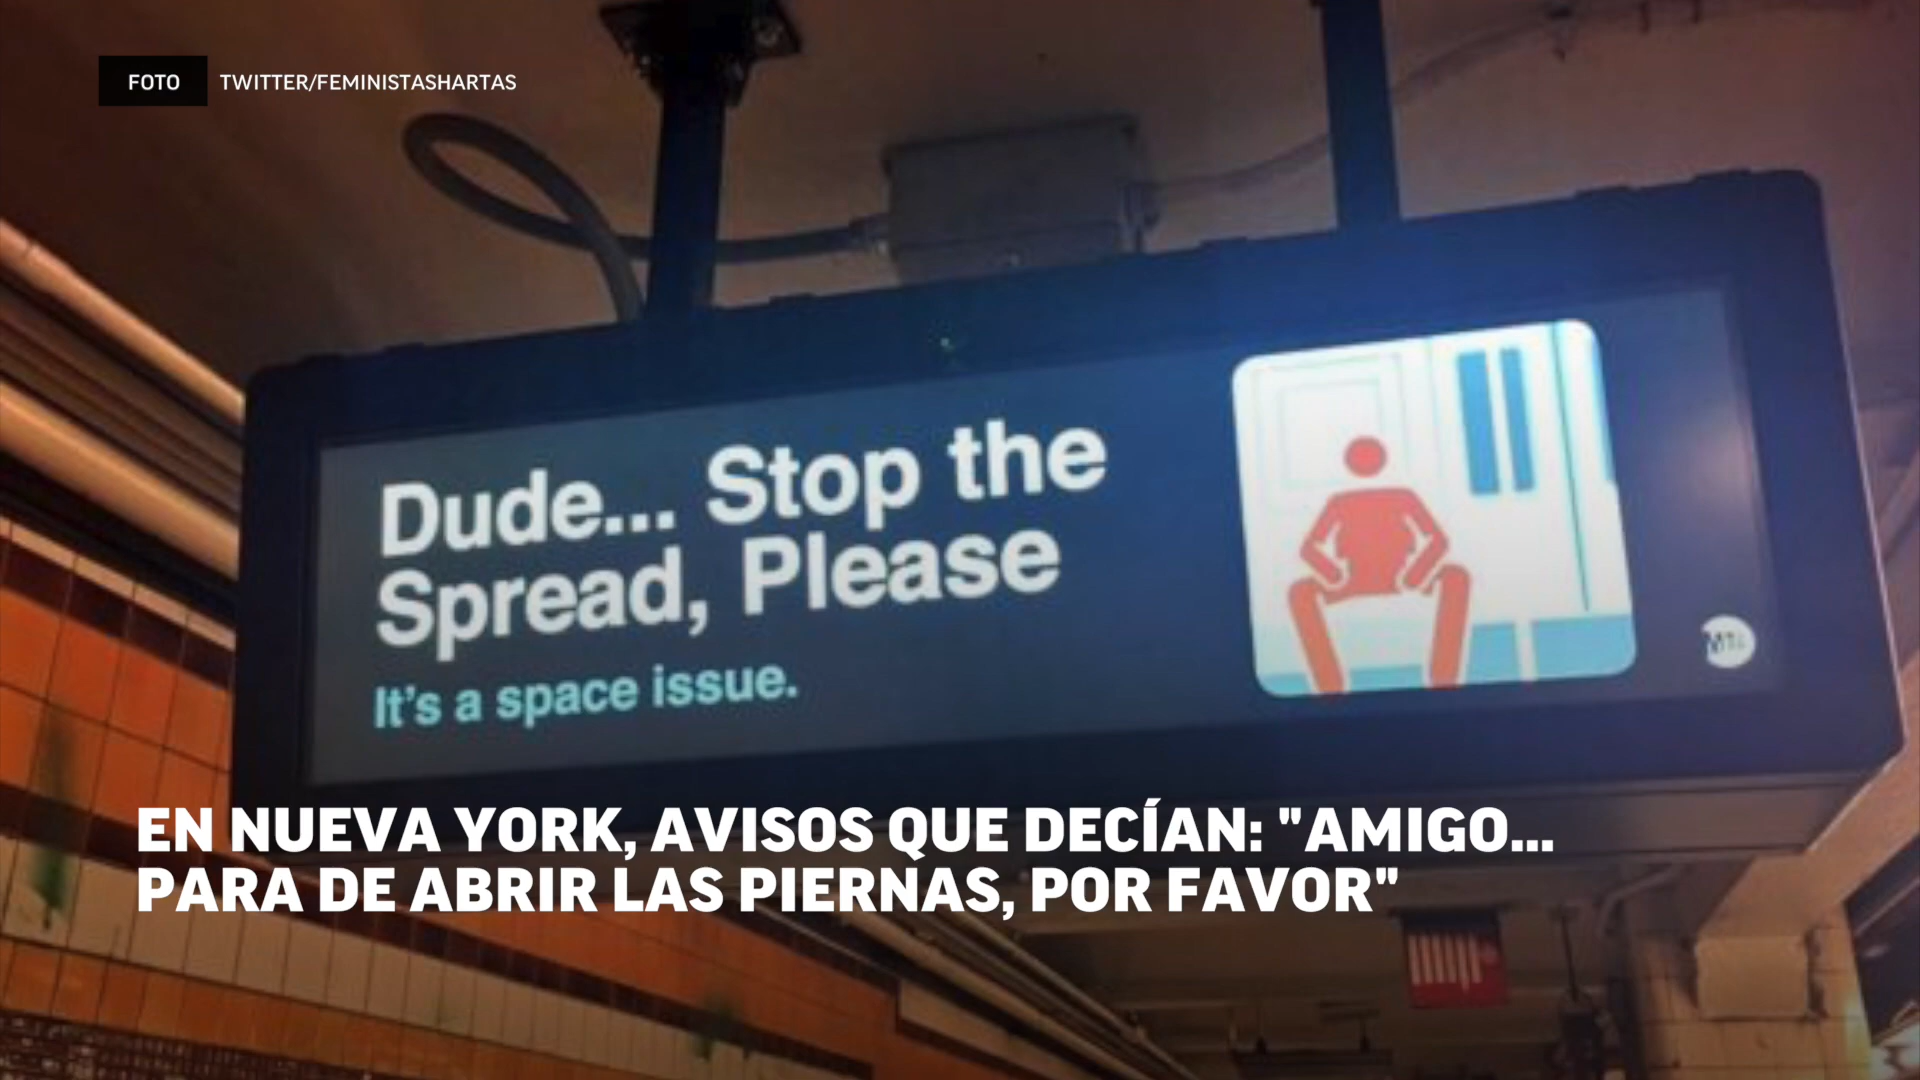 FOTO TWITTER/FEMINISTASHARTAS
Dude... Stop the
Spread, Please
It's a space issue.
EN NUEVA YORK, AVISOS QUE DECÍAN: "AMIGO...
PARA DE ABRIR LAS PIERNAS, POR FAVOR"